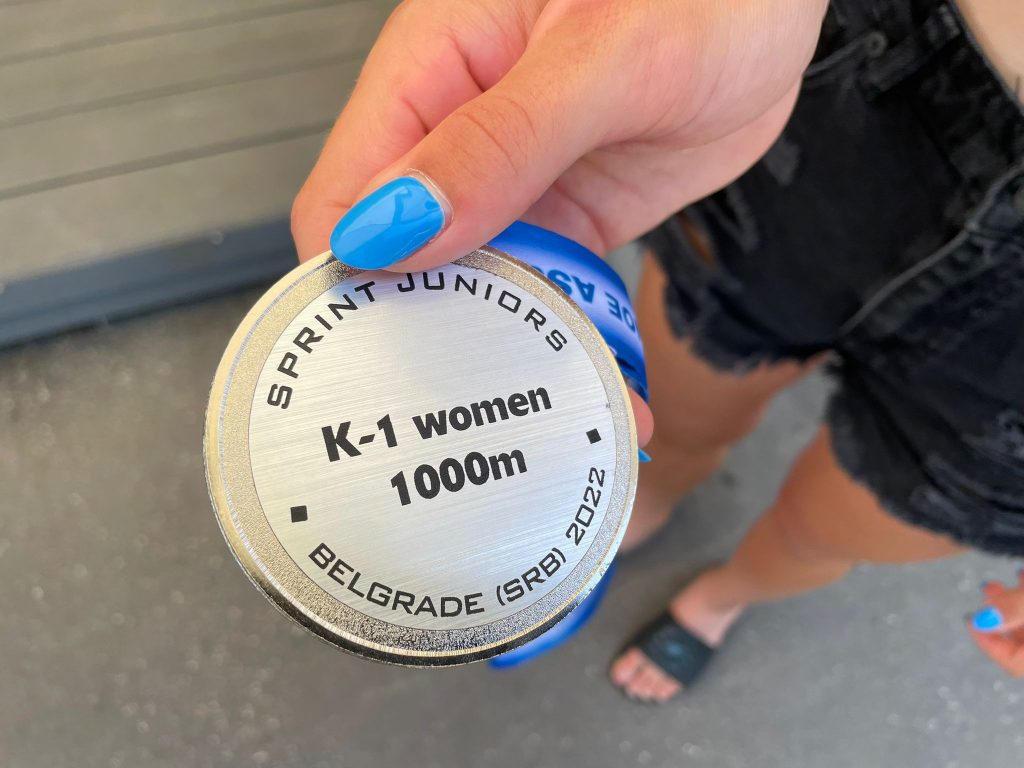 SPRINT JUNIORS
K-1 women
1000m
BELGRADE (SRB) 2022